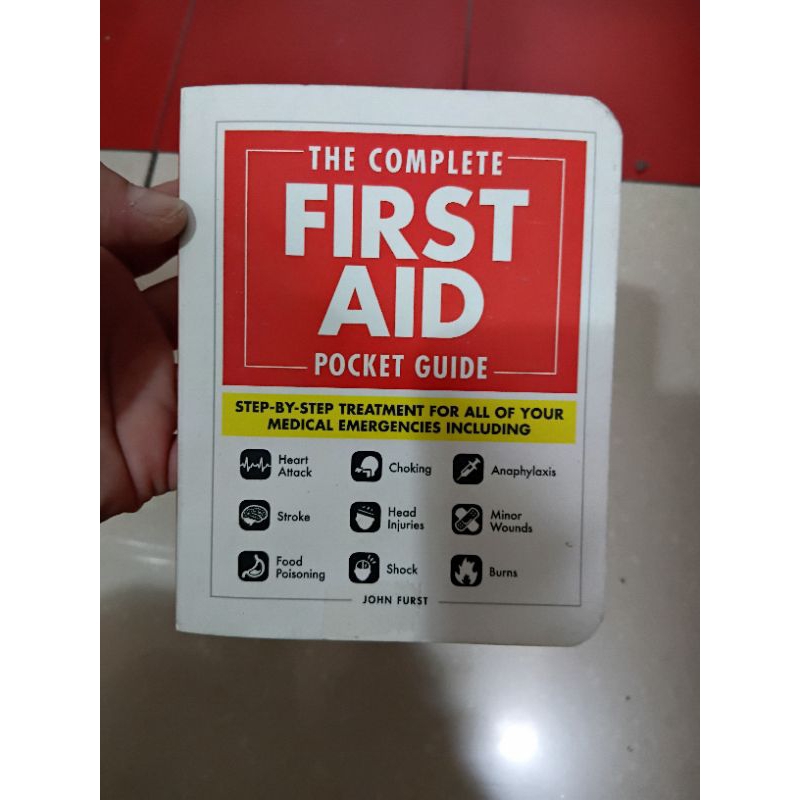 THE COMPLETE
FIRST
AID
POCKET GUIDE
STEP-BY-STEP TREATMENT FOR ALL OF YOUR
MEDICAL EMERGENCIES INCLUDING
Heart
Attack
Choking
Anaphylaxis
Stroke
Head
Injuries
Minor
Wounds
Food
Poisoning
Shock
Burns
JOHN FURST